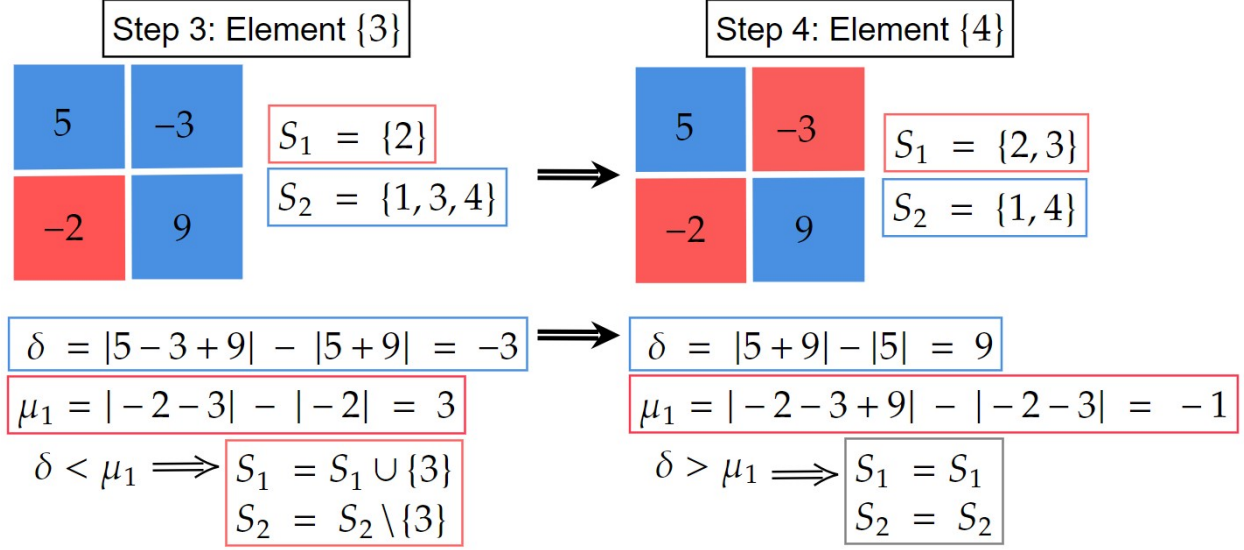 Step 3: Element {3}
5
−3
−2
9
S₁ = {2}
S₂ = {1, 3, 4}
δ = |5 − 3 + 9| − |5 + 9| = −3
μ₁ = | − 2 − 3| − | − 2| = 3
δ < μ₁ ⟹ S₁ = S₁ ∪ {3}
S₂ = S₂ \ {3}
Step 4: Element {4}
5
−3
−2
9
S₁ = {2, 3}
S₂ = {1, 4}
δ = |5 + 9| − |5| = 9
μ₁ = | − 2 − 3 + 9| − | − 2 − 3| = − 1
δ > μ₁ ⟹ S₁ = S₁
S₂ = S₂